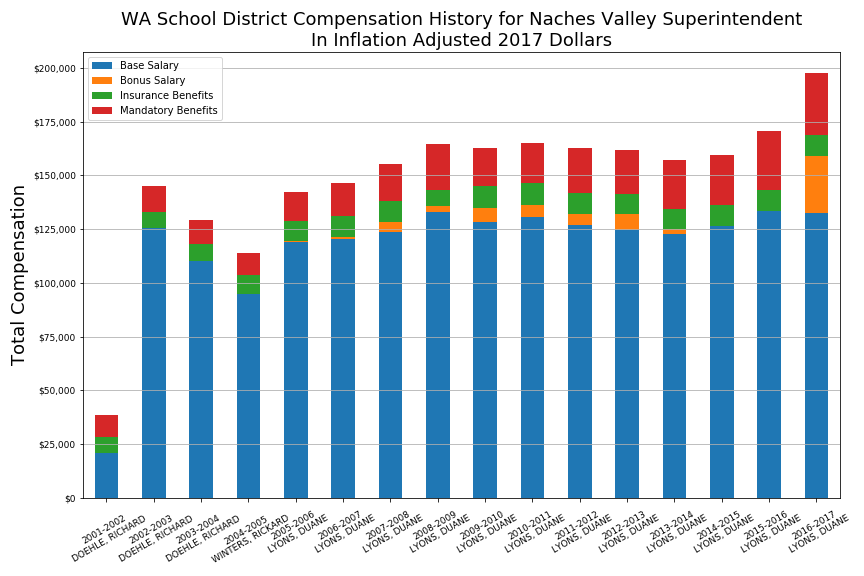 WA School District Compensation History for Naches Valley Superintendent
In Inflation Adjusted 2017 Dollars
Base Salary
Bonus Salary
Insurance Benefits
Mandatory Benefits
Total Compensation
$200,000
$175,000
$150,000
$125,000
$100,000
$75,000
$50,000
$25,000
$0
2001-2002
DOEHLE, RICHARD
2002-2003
DOEHLE, RICHARD
2003-2004
DOEHLE, RICHARD
2004-2005
WINTERS, RICKARD
2005-2006
LYONS, DUANE
2006-2007
LYONS, DUANE
2007-2008
LYONS, DUANE
2008-2009
LYONS, DUANE
2009-2010
LYONS, DUANE
2010-2011
LYONS, DUANE
2011-2012
LYONS, DUANE
2012-2013
LYONS, DUANE
2013-2014
LYONS, DUANE
2014-2015
LYONS, DUANE
2015-2016
LYONS, DUANE
2016-2017
LYONS, DUANE